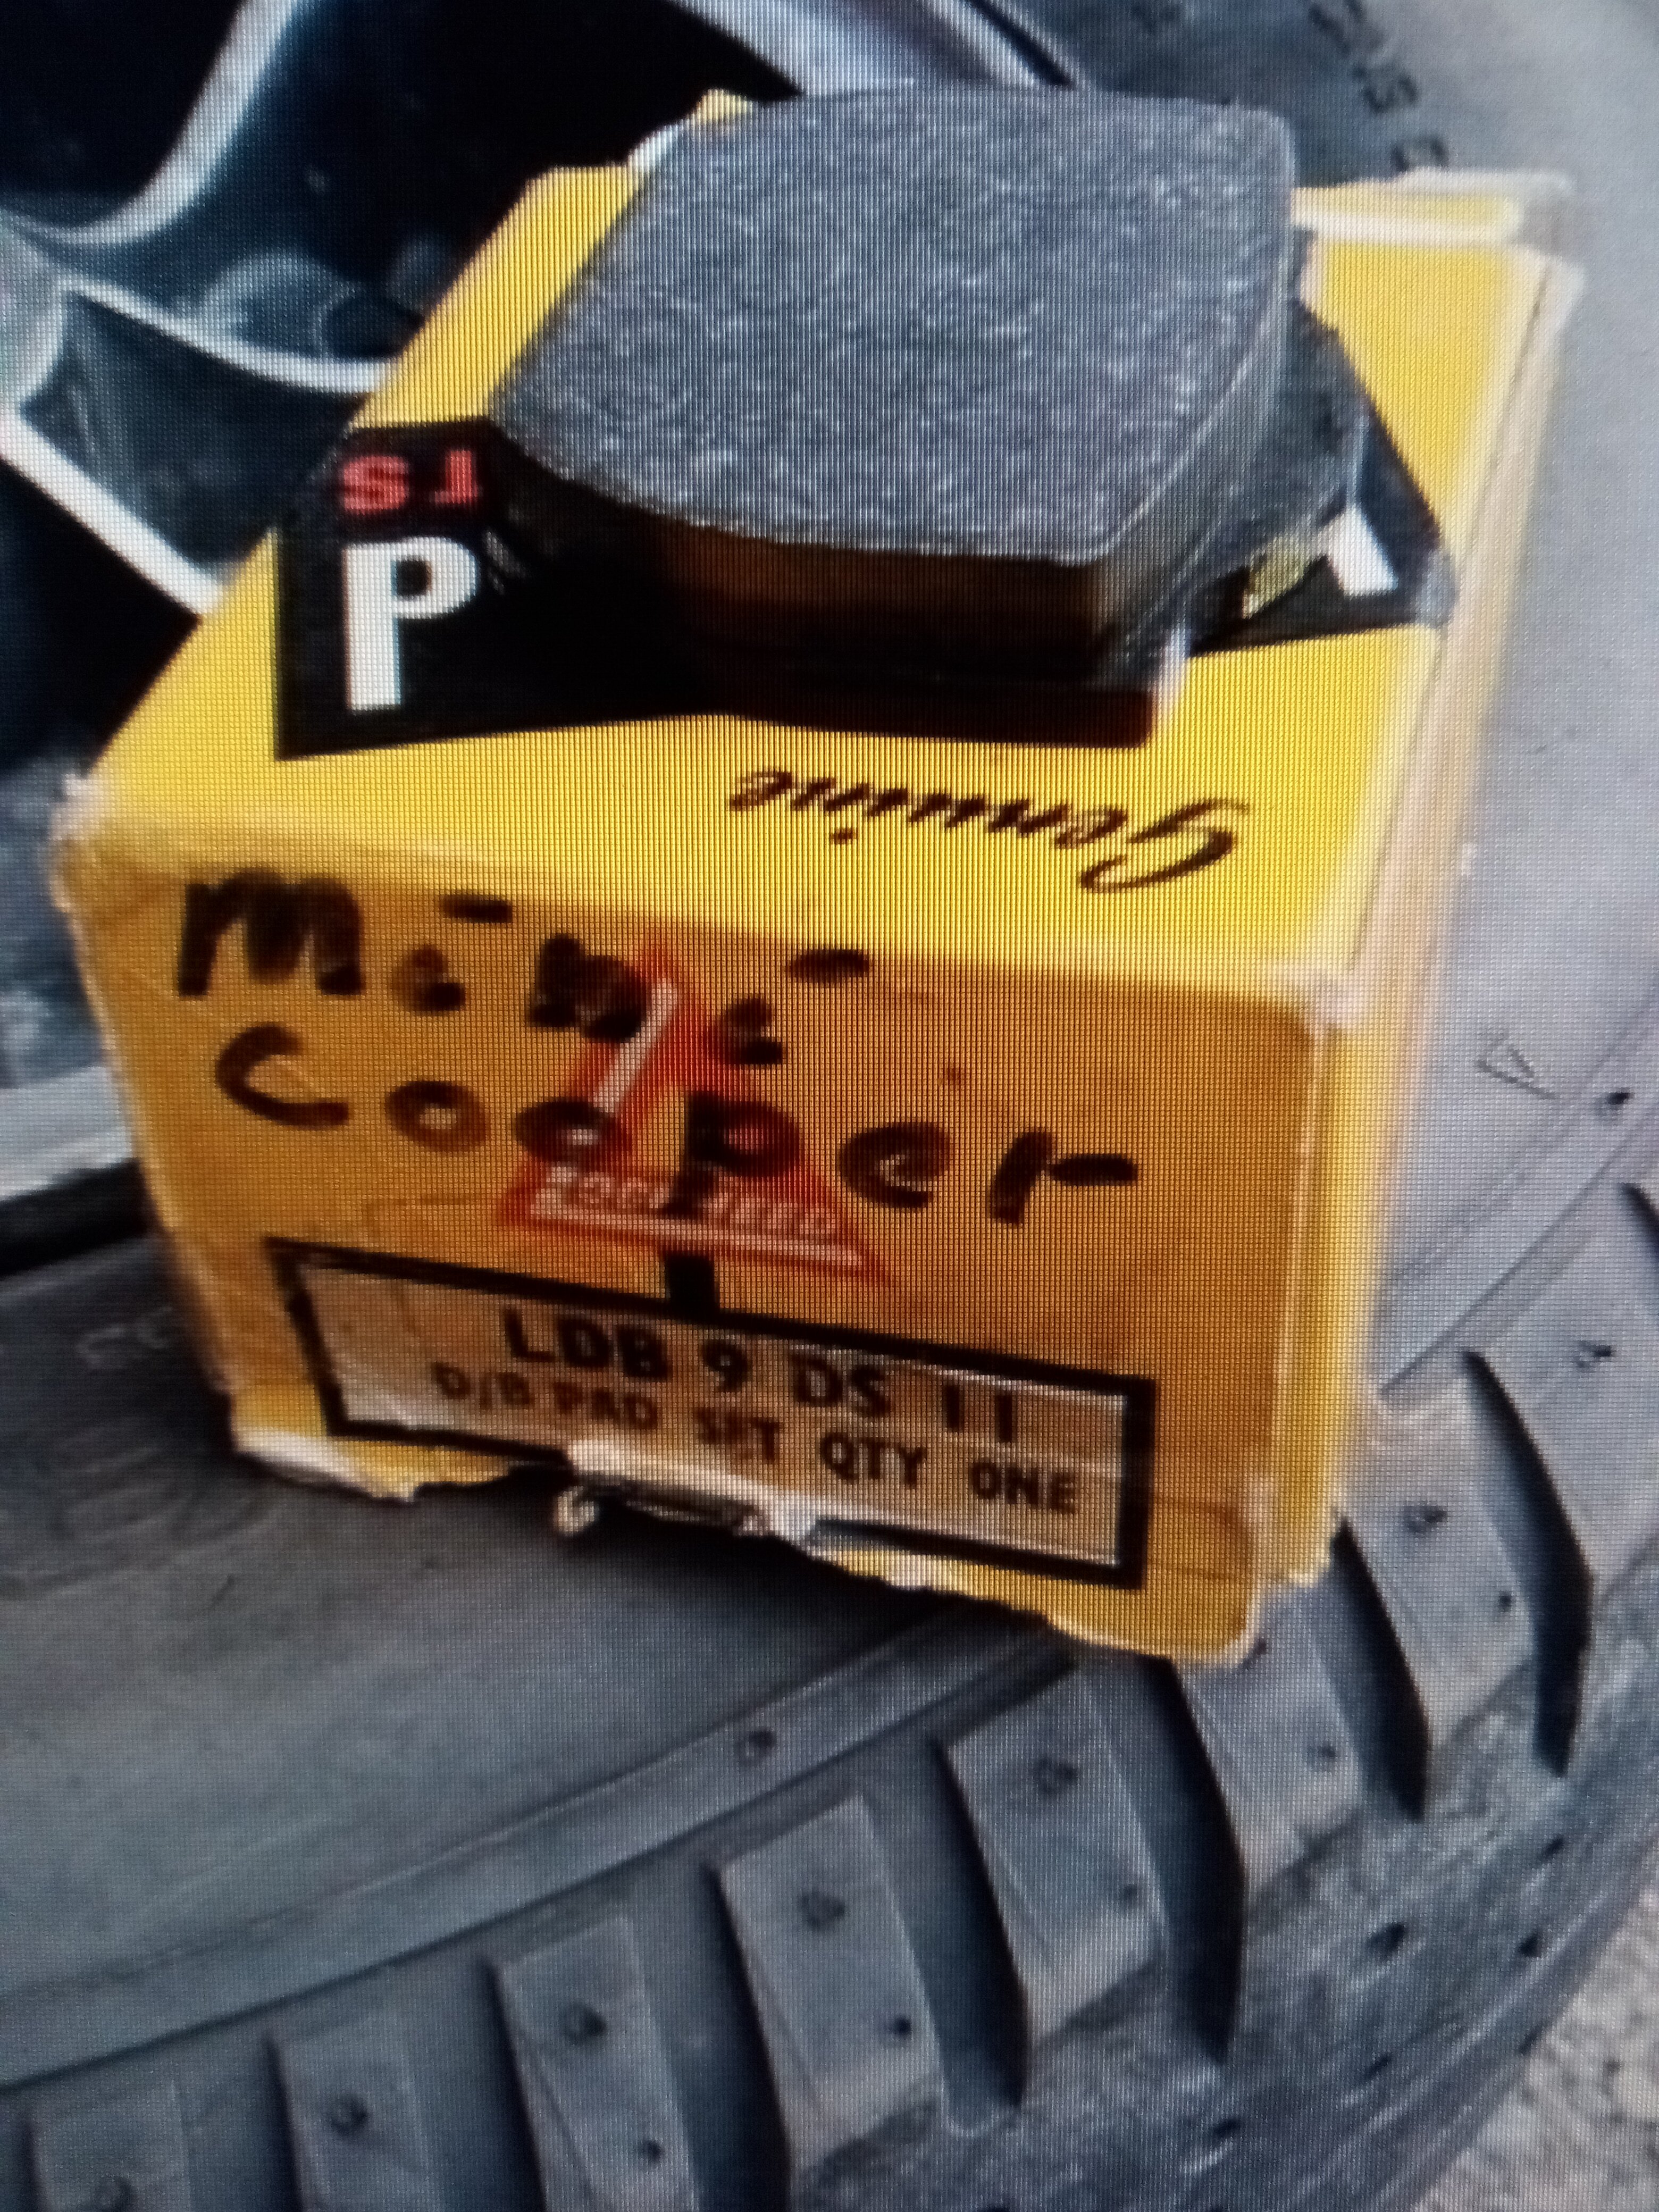 Genuine
Mini
Cooper
LDB 9 DS 11
D/B PAD SET QTY ONE